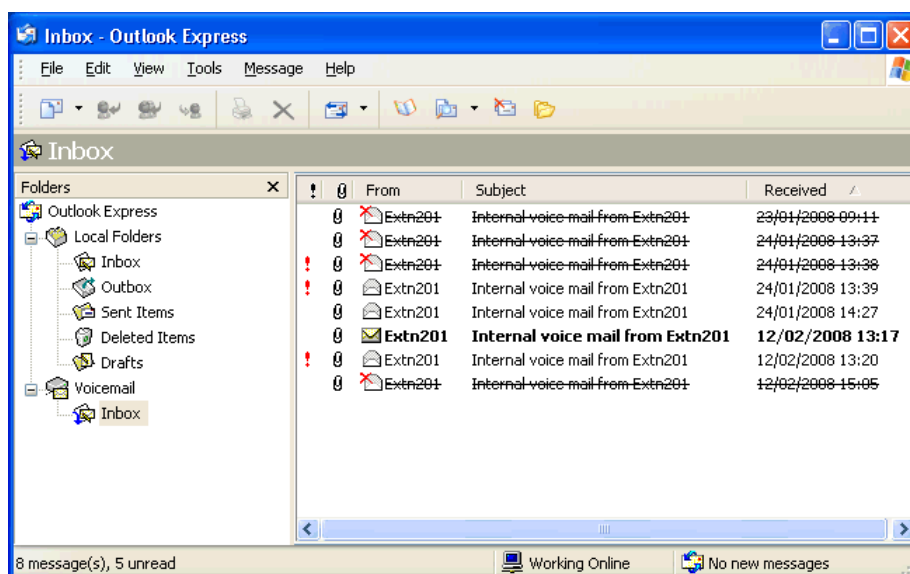 Inbox - Outlook Express
File Edit View Tools Message Help
Inbox
Folders
Outlook Express
Local Folders
Inbox
Outbox
Sent Items
Deleted Items
Drafts
Voicemail
Inbox
! From Subject Received
Extn201 Internal voice mail from Extn201 23/01/2008 09:11
Extn201 Internal voice mail from Extn201 24/01/2008 13:37
! Extn201 Internal voice mail from Extn201 24/01/2008 13:38
! Extn201 Internal voice mail from Extn201 24/01/2008 13:39
Extn201 Internal voice mail from Extn201 24/01/2008 14:27
Extn201 Internal voice mail from Extn201 12/02/2008 13:17
! Extn201 Internal voice mail from Extn201 12/02/2008 13:20
Extn201 Internal voice mail from Extn201 12/02/2008 15:05
8 message(s), 5 unread Working Online No new messages